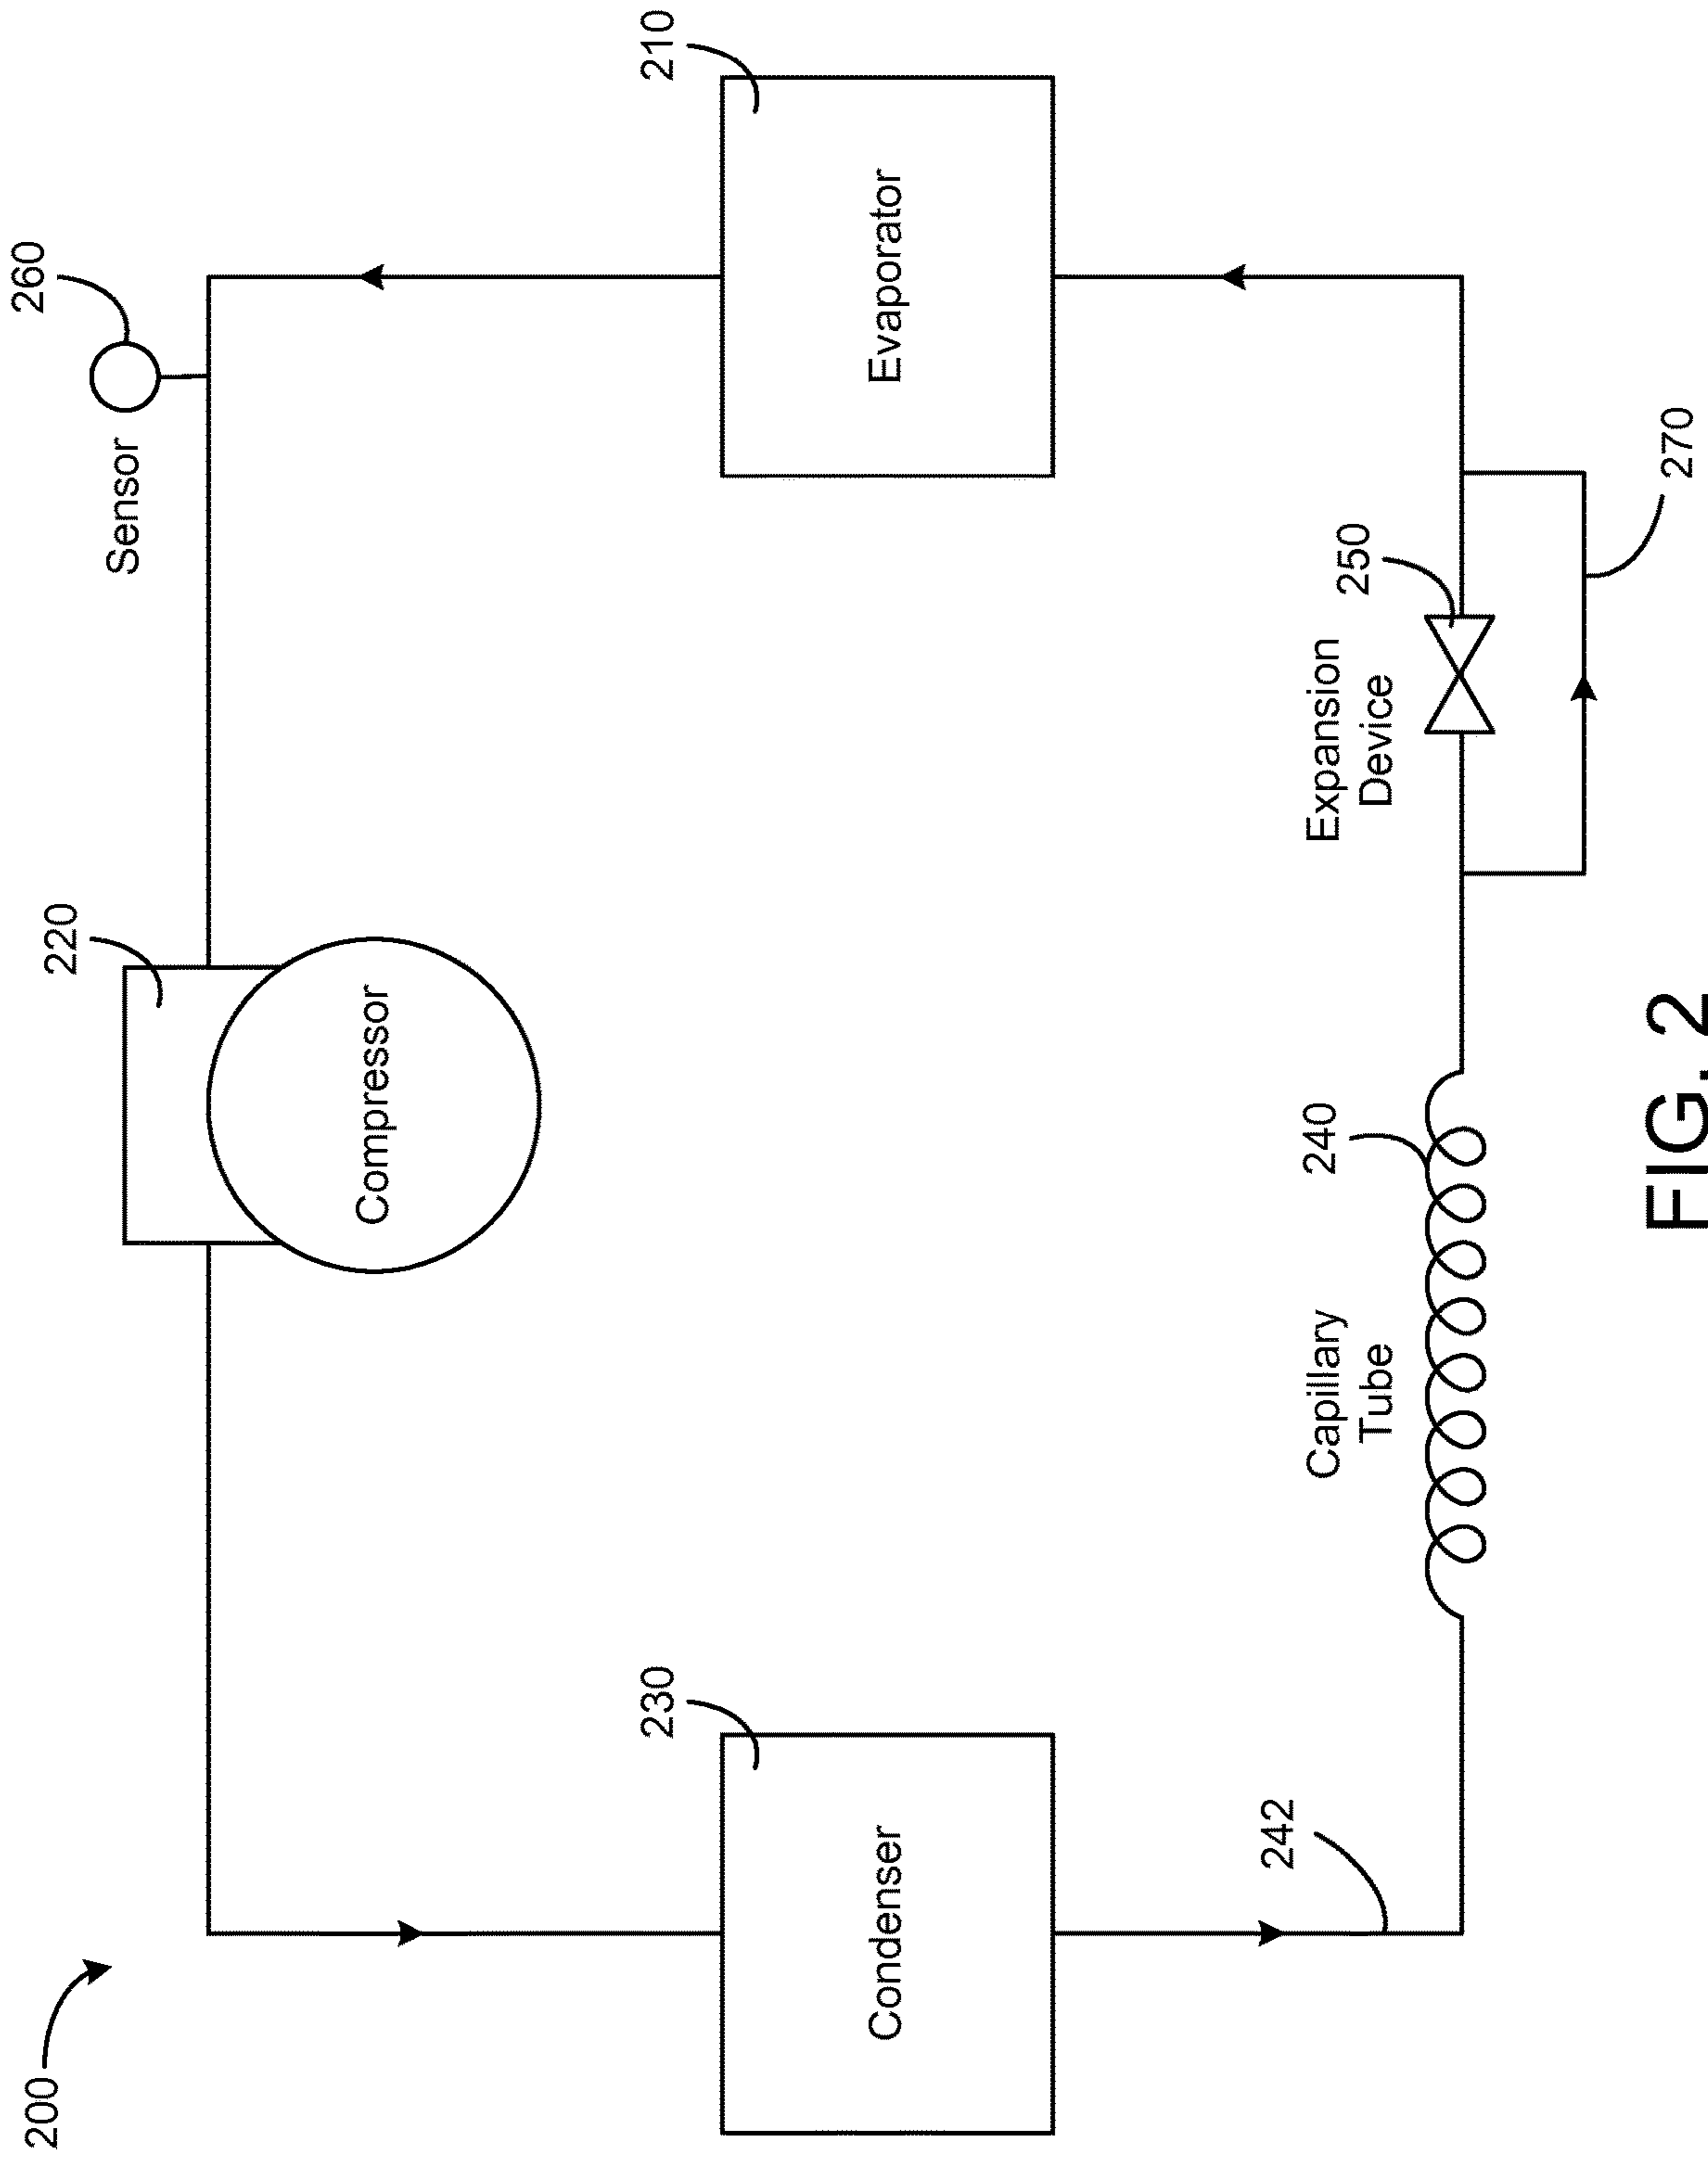 200
220
260
Sensor
Compressor
230
210
Condenser
Evaporator
242
Capillary
Tube
240
Expansion
Device
250
270
FIG. 2